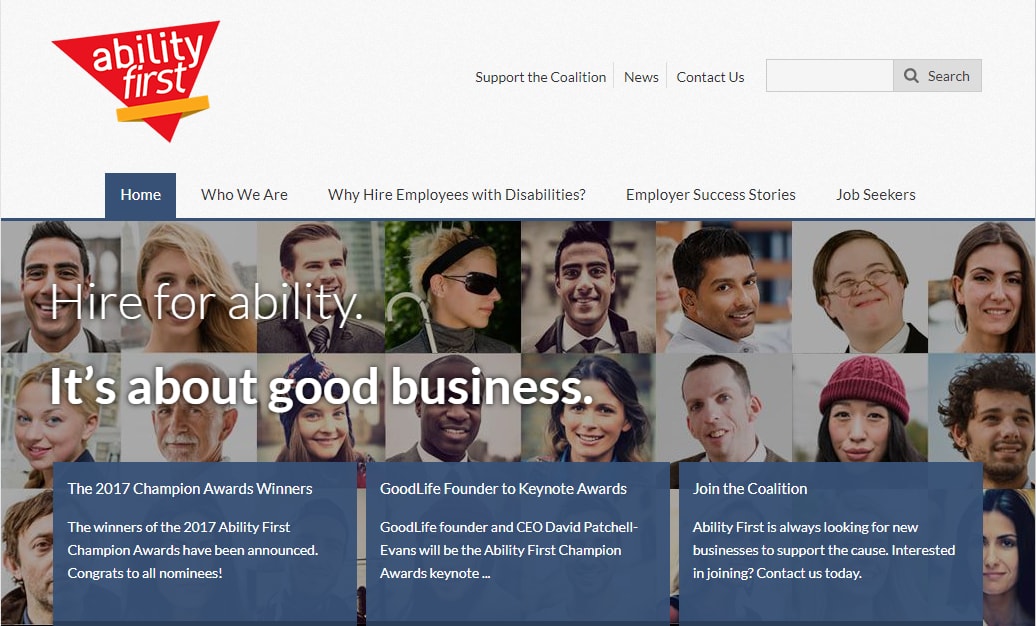 ability
first
Support the Coalition
News
Contact Us
Search
Home
Who We Are
Why Hire Employees with Disabilities?
Employer Success Stories
Job Seekers
Hire for ability.
It’s about good business.
The 2017 Champion Awards Winners
The winners of the 2017 Ability First
Champion Awards have been announced.
Congrats to all nominees!
GoodLife Founder to Keynote Awards
GoodLife founder and CEO David Patchell-
Evans will be the Ability First Champion
Awards keynote ...
Join the Coalition
Ability First is always looking for new
businesses to support the cause. Interested
in joining? Contact us today.